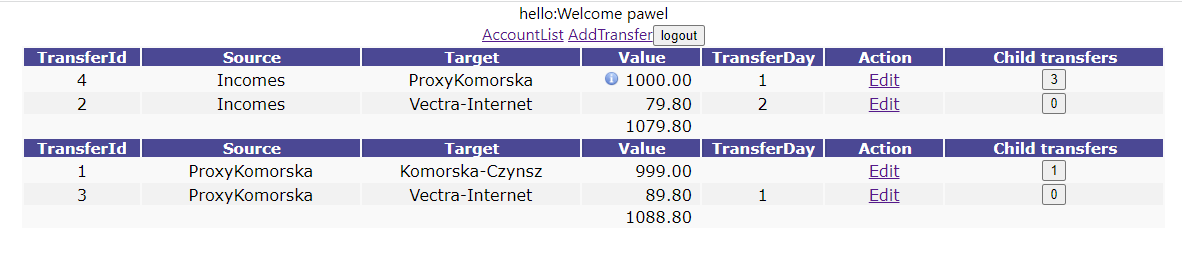 hello:Welcome pawel
AccountList AddTransfer logout
TransferId Source Target Value TransferDay Action Child transfers
4 Incomes ProxyKomorska 1000.00 1 Edit 3
2 Incomes Vectra-Internet 79.80 2 Edit 0
1079.80
TransferId Source Target Value TransferDay Action Child transfers
1 ProxyKomorska Komorska-Czynsz 999.00 Edit 1
3 ProxyKomorska Vectra-Internet 89.80 1 Edit 0
1088.80